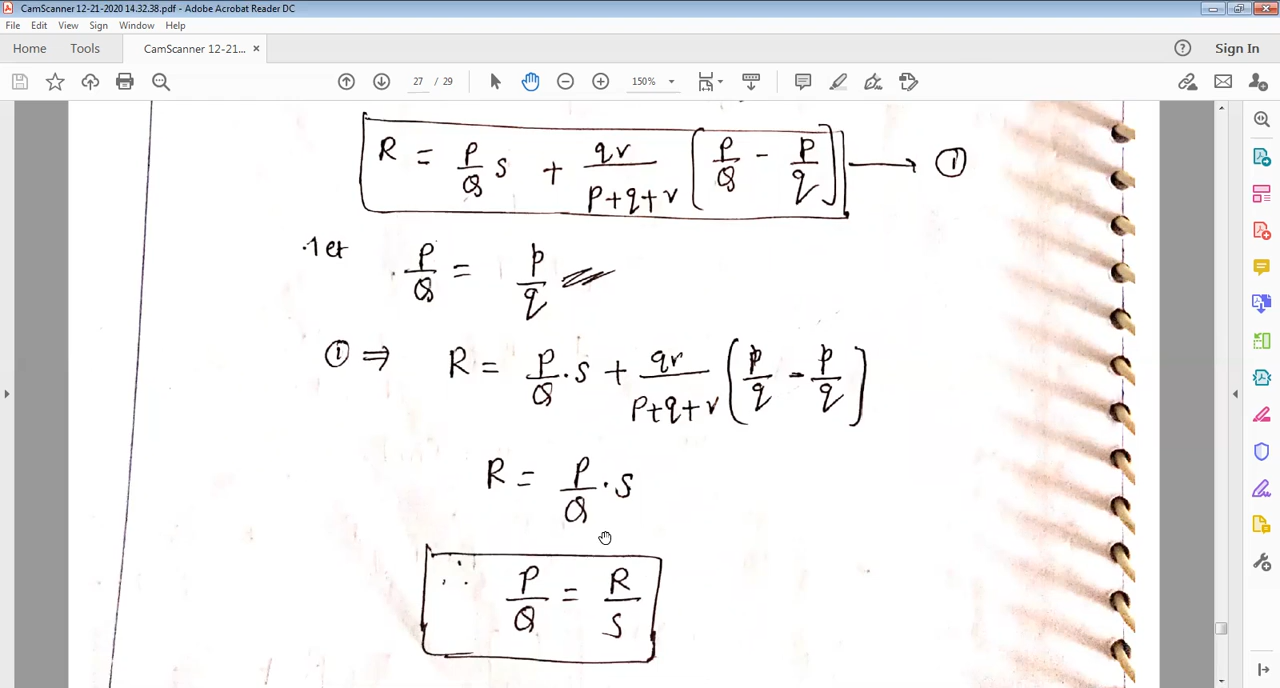 CamScanner 12-21-2020 14.32.38.pdf - Adobe Acrobat Reader DC
File Edit View Sign Window Help
Home Tools CamScanner 12-21... × ? Sign In
27 / 29 150%
R = P/Q S + qr/(p+q+r) [P/Q - p/q] → ①
let P/Q = p/q
① ⇒ R = P/Q · S + qr/(p+q+r) [p/q - p/q]
R = P/Q · S
∴ P/Q = R/S